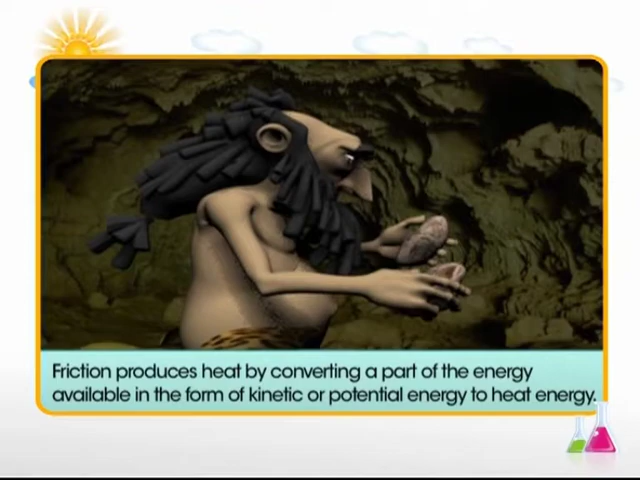 Friction produces heat by converting a part of the energy
available in the form of kinetic or potential energy to heat energy.